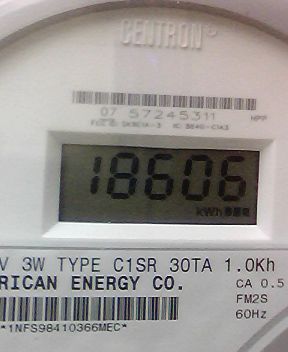 CENTRON®
07 57245311
18606
kWh
V 3W TYPE C1SR 30TA 1.0Kh
RICAN ENERGY CO. CA 0.5
FM2S
60Hz
*1NFS98410366MEC*